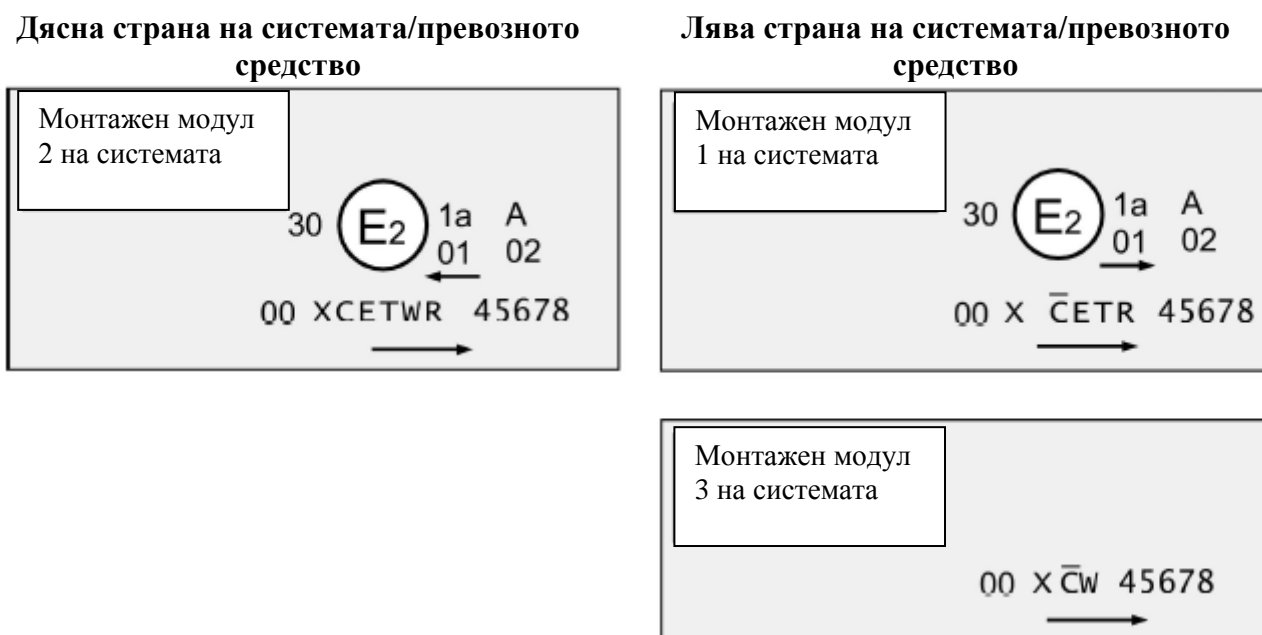 Дясна страна на системата/превозното
средство
Монтажен модул
2 на системата
30 E2 1a A
01 02
00 XCETWR 45678
Лява страна на системата/превозното
средство
Монтажен модул
1 на системата
30 E2 1a A
01 02
00 X C̅ETR 45678
Монтажен модул
3 на системата
00 X C̅W 45678